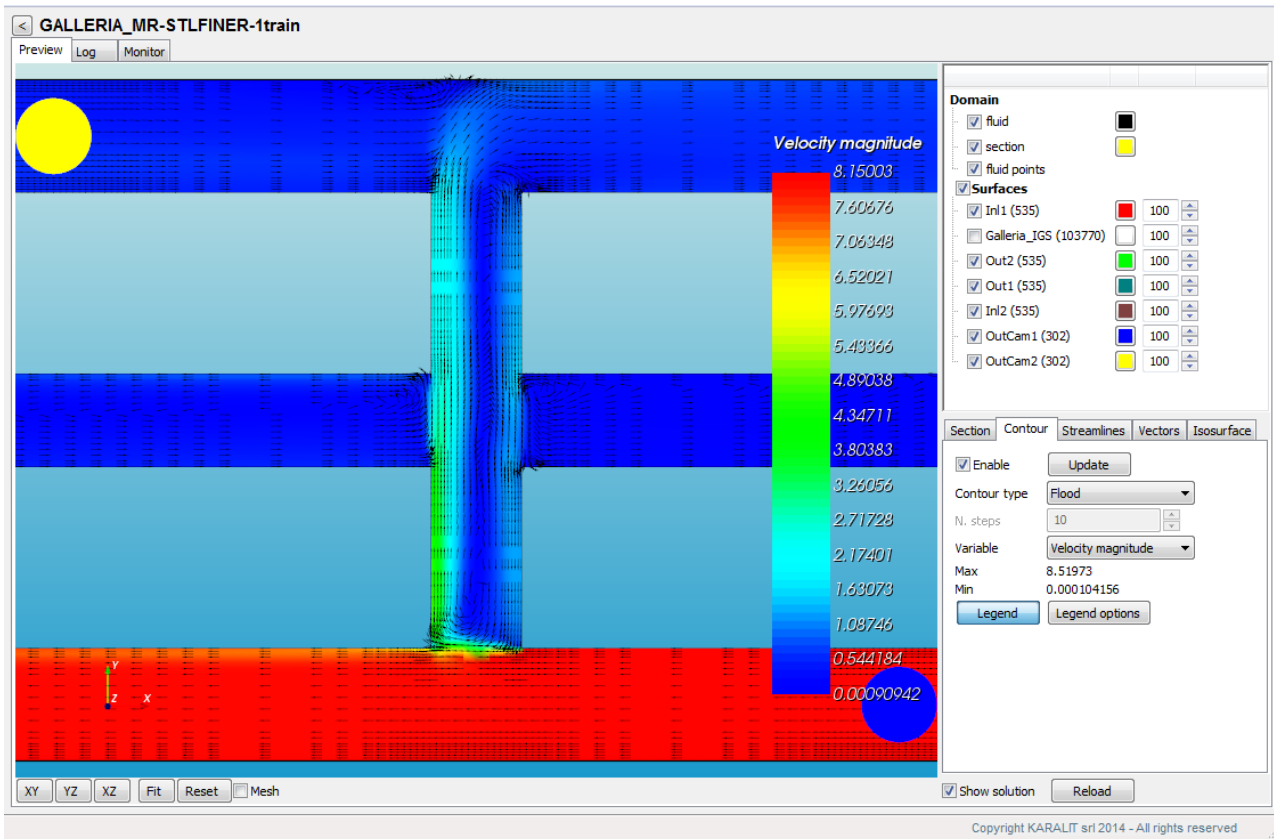 < GALLERIA_MR-STLFINER-1train
Preview Log Monitor
Velocity magnitude
8.15003
7.60676
7.06348
6.52021
5.97693
5.43366
4.89038
4.34711
3.80383
3.26056
2.71728
2.17401
1.63073
1.08746
0.544184
0.00090942
Y
Z X
XY YZ XZ Fit Reset Mesh
Domain
fluid
section
fluid points
Surfaces
Inl1 (535) 100
Galleria_IGS (103770) 100
Out2 (535) 100
Out1 (535) 100
Inl2 (535) 100
OutCam1 (302) 100
OutCam2 (302) 100
Section Contour Streamlines Vectors Isosurface
Enable Update
Contour type Flood
N. steps 10
Variable Velocity magnitude
Max 8.51973
Min 0.000104156
Legend Legend options
Show solution Reload
Copyright KARALIT srl 2014 - All rights reserved